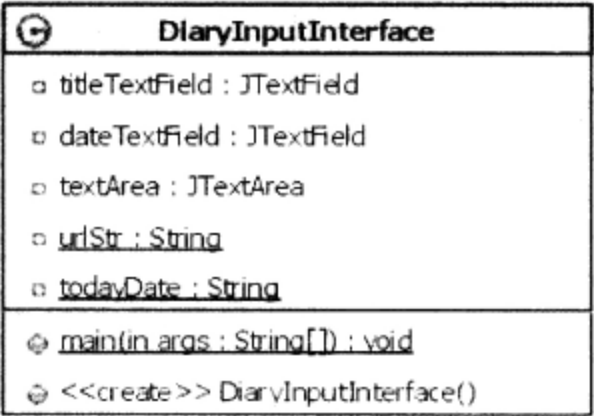 DiaryInputInterface
titleTextField : JTextField
dateTextField : JTextField
textArea : JTextArea
urlStr : String
todayDate : String
main(in args : String[]) : void
<<create>> DiaryInputInterface()